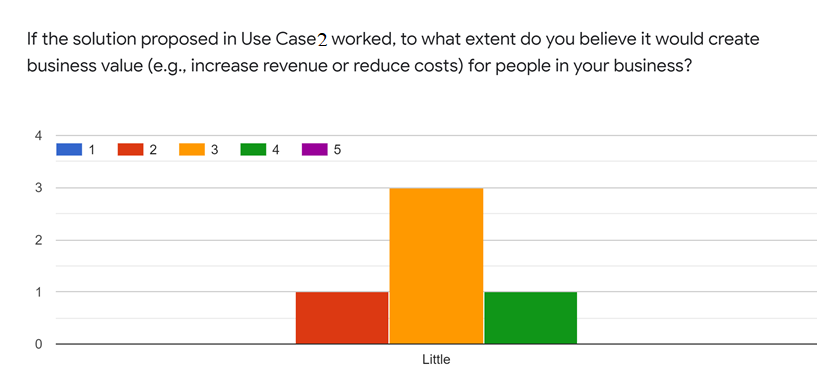 If the solution proposed in Use Case2 worked, to what extent do you believe it would create
business value (e.g., increase revenue or reduce costs) for people in your business?
4
1 2 3 4 5
3
2
1
0
Little